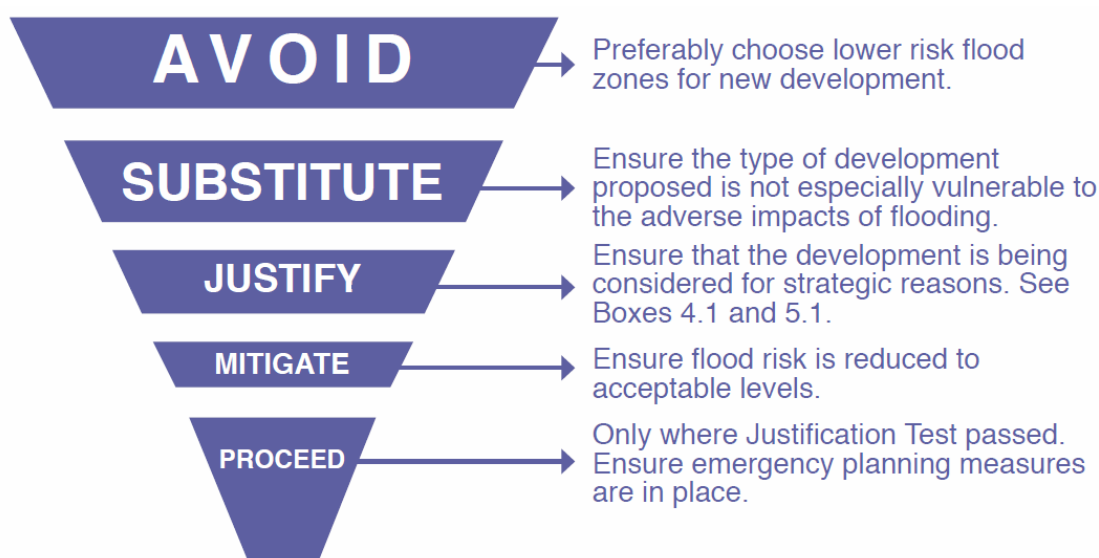 AVOID
Preferably choose lower risk flood
zones for new development.
SUBSTITUTE
Ensure the type of development
proposed is not especially vulnerable to
the adverse impacts of flooding.
JUSTIFY
Ensure that the development is being
considered for strategic reasons. See
Boxes 4.1 and 5.1.
MITIGATE
Ensure flood risk is reduced to
acceptable levels.
PROCEED
Only where Justification Test passed.
Ensure emergency planning measures
are in place.